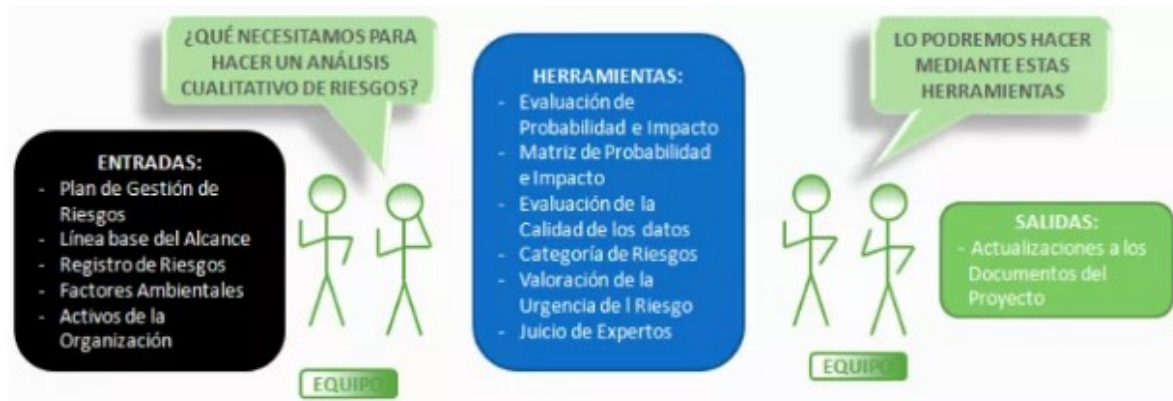 ¿QUÉ NECESITAMOS PARA
HACER UN ANÁLISIS
CUALITATIVO DE RIESGOS?
ENTRADAS:
- Plan de Gestión de
Riesgos
- Línea base del Alcance
- Registro de Riesgos
- Factores Ambientales
- Activos de la
Organización
EQUIPO
HERRAMIENTAS:
- Evaluación de
Probabilidad e Impacto
- Matriz de Probabilidad
e Impacto
- Evaluación de la
Calidad de los datos
- Categoría de Riesgos
- Valoración de la
Urgencia de l Riesgo
- Juicio de Expertos
LO PODREMOS HACER
MEDIANTE ESTAS
HERRAMIENTAS
EQUIPO
SALIDAS:
- Actualizaciones a los
Documentos del
Proyecto